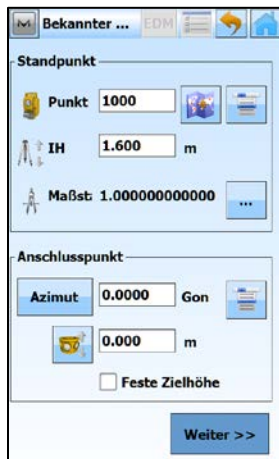 Bekannter ... EDM
Standpunkt
Punkt 1000
IH 1.600 m
Maßst: 1.000000000000 ...
Anschlusspunkt
Azimut 0.0000 Gon
0.000 m
Feste Zielhöhe
Weiter >>